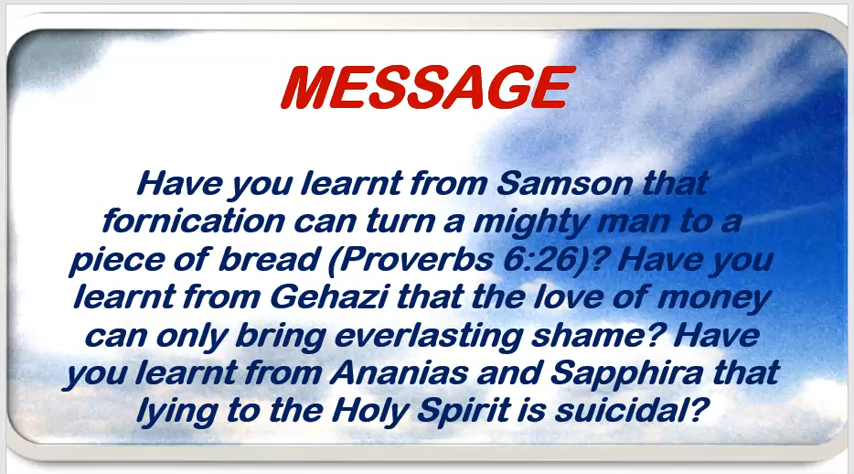 MESSAGE
Have you learnt from Samson that
fornication can turn a mighty man to a
piece of bread (Proverbs 6:26)? Have you
learnt from Gehazi that the love of money
can only bring everlasting shame? Have
you learnt from Ananias and Sapphira that
lying to the Holy Spirit is suicidal?